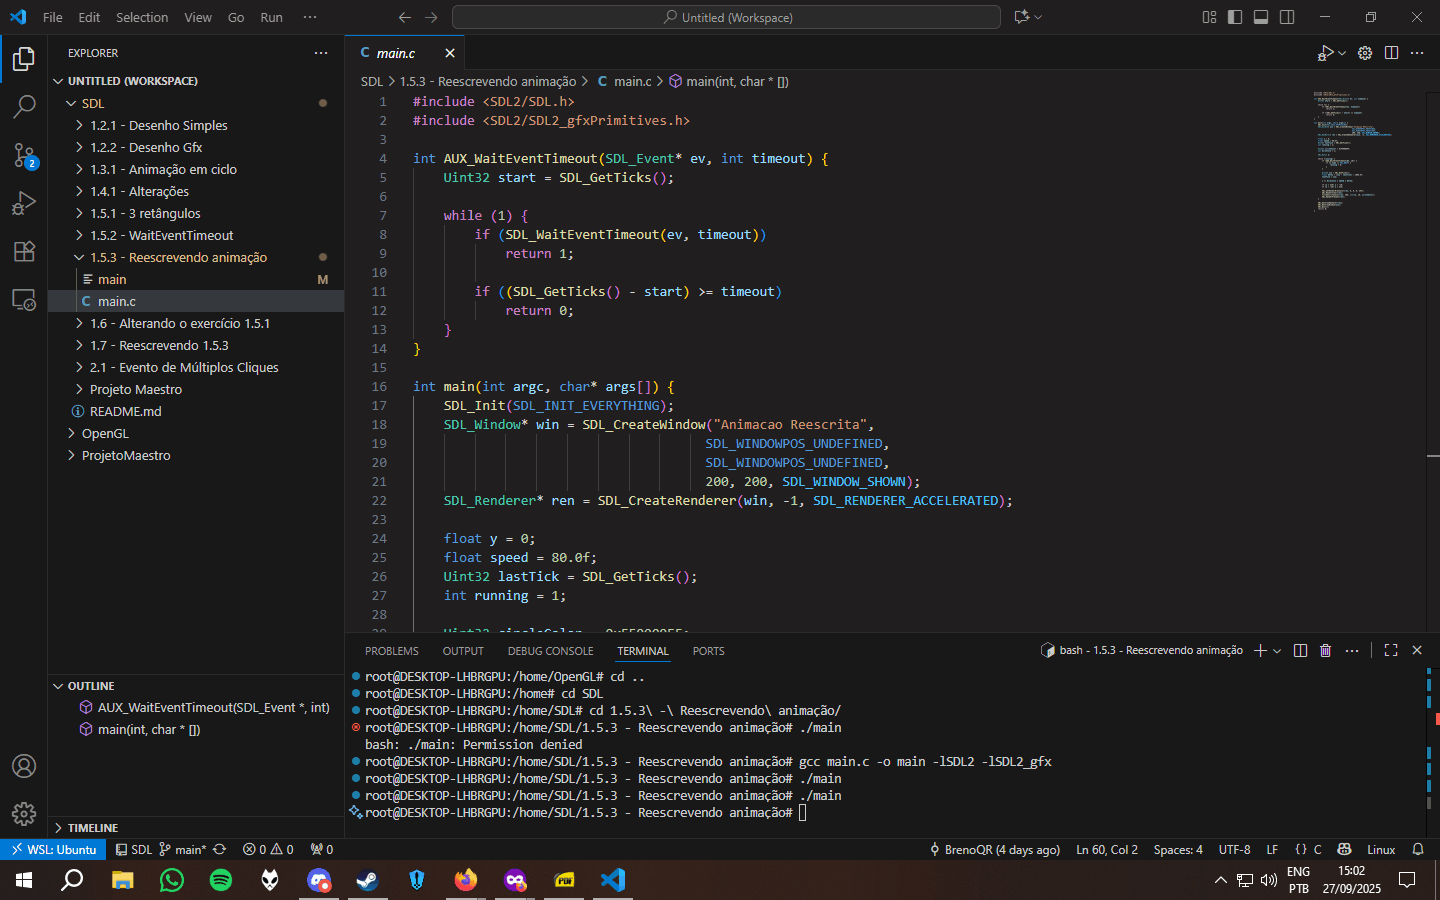 File Edit Selection View Go Run ··· Untitled (Workspace)
EXPLORER
UNTITLED (WORKSPACE)
SDL
1.2.1 - Desenho Simples
1.2.2 - Desenho Gfx
1.3.1 - Animação em ciclo
1.4.1 - Alterações
1.5.1 - 3 retângulos
1.5.2 - WaitEventTimeout
1.5.3 - Reescrevendo animação
main M
main.c
1.6 - Alterando o exercício 1.5.1
1.7 - Reescrevendo 1.5.3
2.1 - Evento de Múltiplos Cliques
Projeto Maestro
README.md
OpenGL
ProjetoMaestro
2
OUTLINE
AUX_WaitEventTimeout(SDL_Event *, int)
main(int, char * [])
TIMELINE
C main.c
SDL > 1.5.3 - Reescrevendo animação > C main.c > main(int, char * [])
1 #include <SDL2/SDL.h>
2 #include <SDL2/SDL2_gfxPrimitives.h>
3
4 int AUX_WaitEventTimeout(SDL_Event* ev, int timeout) {
5 Uint32 start = SDL_GetTicks();
6
7 while (1) {
8 if (SDL_WaitEventTimeout(ev, timeout))
9 return 1;
10
11 if ((SDL_GetTicks() - start) >= timeout)
12 return 0;
13 }
14 }
15
16 int main(int argc, char* args[]) {
17 SDL_Init(SDL_INIT_EVERYTHING);
18 SDL_Window* win = SDL_CreateWindow("Animacao Reescrita",
19 SDL_WINDOWPOS_UNDEFINED,
20 SDL_WINDOWPOS_UNDEFINED,
21 200, 200, SDL_WINDOW_SHOWN);
22 SDL_Renderer* ren = SDL_CreateRenderer(win, -1, SDL_RENDERER_ACCELERATED);
23
24 float y = 0;
25 float speed = 80.0f;
26 Uint32 lastTick = SDL_GetTicks();
27 int running = 1;
28
PROBLEMS OUTPUT DEBUG CONSOLE TERMINAL PORTS bash - 1.5.3 - Reescrevendo animação
root@DESKTOP-LHBRGPU:/home/OpenGL# cd ..
root@DESKTOP-LHBRGPU:/home# cd SDL
root@DESKTOP-LHBRGPU:/home/SDL# cd 1.5.3\ -\ Reescrevendo\ animação/
root@DESKTOP-LHBRGPU:/home/SDL/1.5.3 - Reescrevendo animação# ./main
bash: ./main: Permission denied
root@DESKTOP-LHBRGPU:/home/SDL/1.5.3 - Reescrevendo animação# gcc main.c -o main -lSDL2 -lSDL2_gfx
root@DESKTOP-LHBRGPU:/home/SDL/1.5.3 - Reescrevendo animação# ./main
root@DESKTOP-LHBRGPU:/home/SDL/1.5.3 - Reescrevendo animação# ./main
root@DESKTOP-LHBRGPU:/home/SDL/1.5.3 - Reescrevendo animação#
WSL: Ubuntu SDL main* 0 0 0 BrenoQR (4 days ago) Ln 60, Col 2 Spaces: 4 UTF-8 LF {} C Linux
PDF
ENG 15:02
PTB 27/09/2025